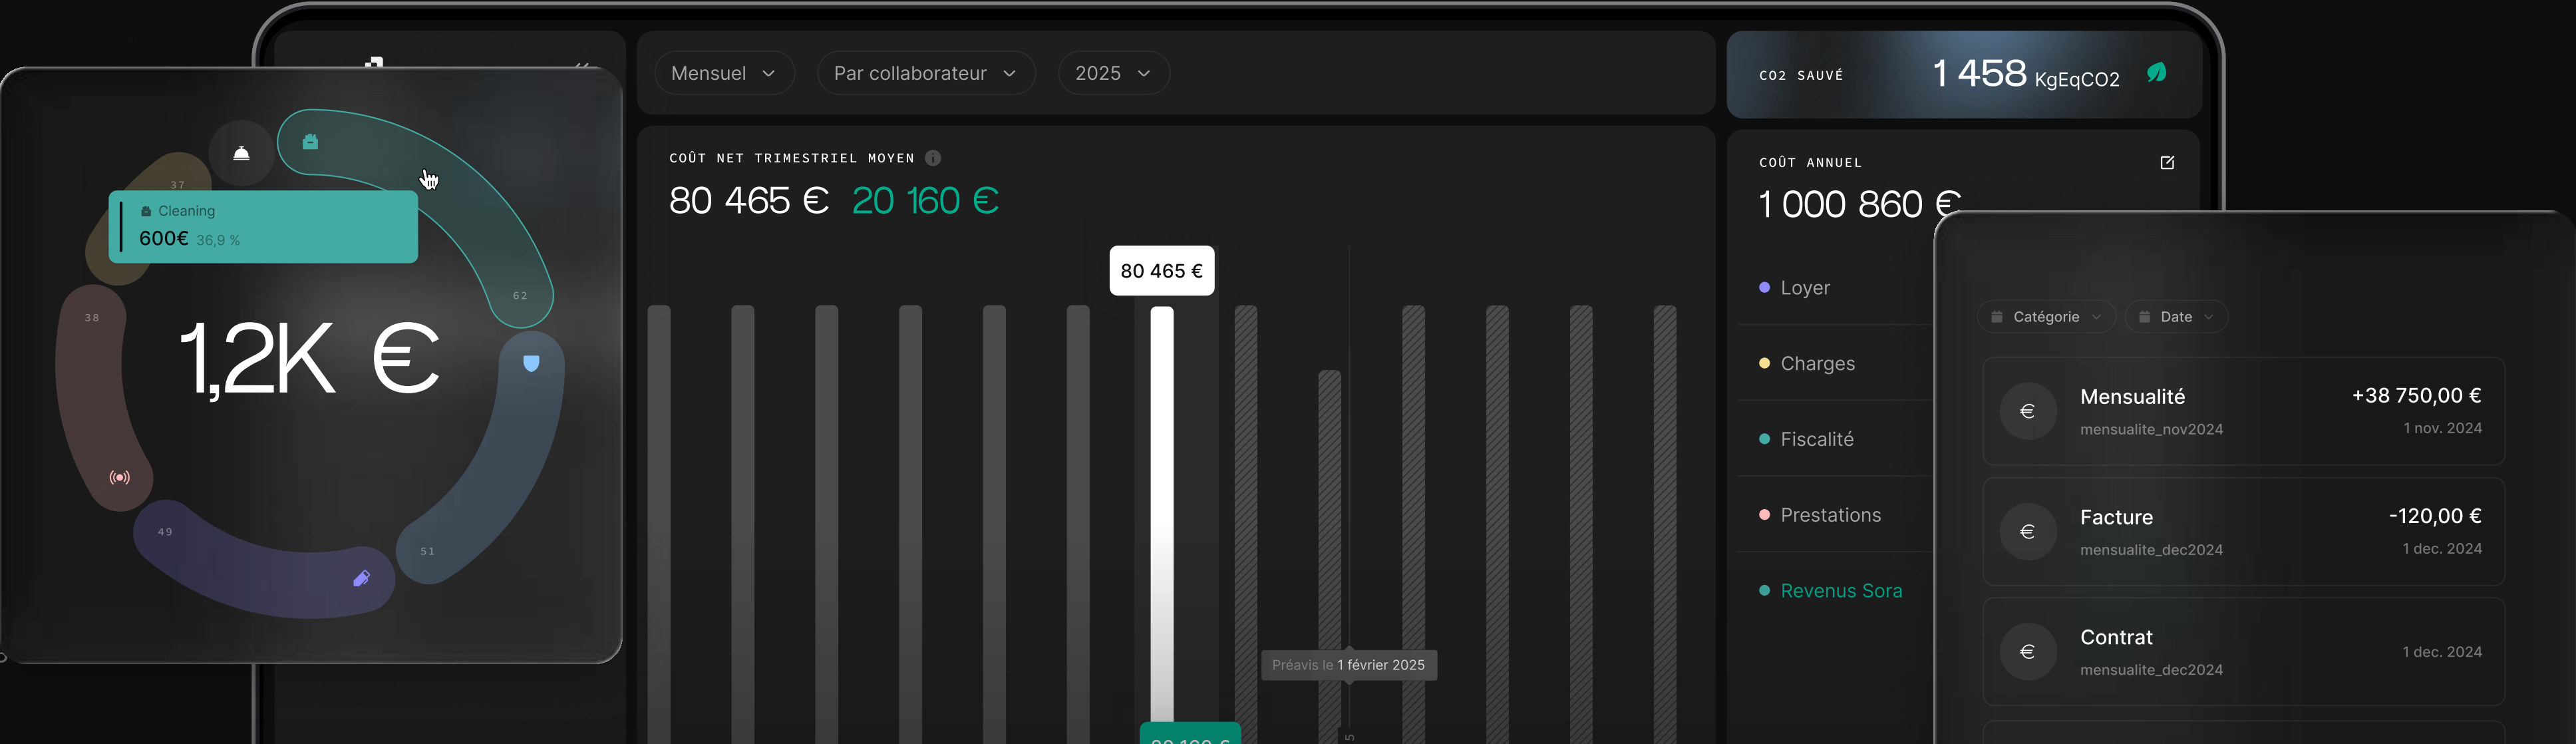 Mensuel
Par collaborateur
2025
CO2 SAUVÉ
1 458 KgEqCO2
37
Cleaning
600€ 36,9 %
62
38
1,2K €
49
51
COÛT NET TRIMESTRIEL MOYEN
80 465 € 20 160 €
80 465 €
Préavis le 1 février 2025
COÛT ANNUEL
1 000 860 €
Loyer
Charges
Fiscalité
Prestations
Revenus Sora
Catégorie
Date
Mensualité
+38 750,00 €
mensualite_nov2024
1 nov. 2024
Facture
-120,00 €
mensualite_dec2024
1 dec. 2024
Contrat
mensualite_dec2024
1 dec. 2024